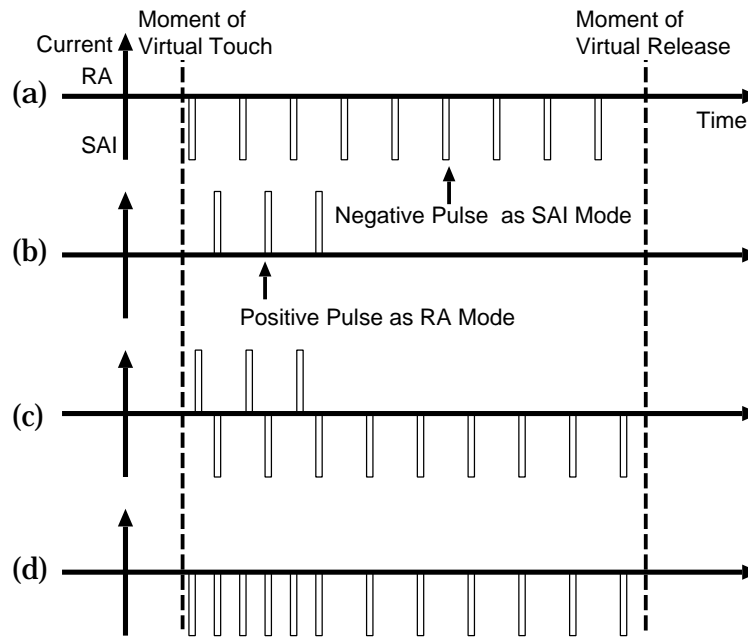 Moment of
Virtual Touch
Moment of
Virtual Release
Current
RA
(a)
Time
SAI
Negative Pulse as SAI Mode
(b)
Positive Pulse as RA Mode
(c)
(d)